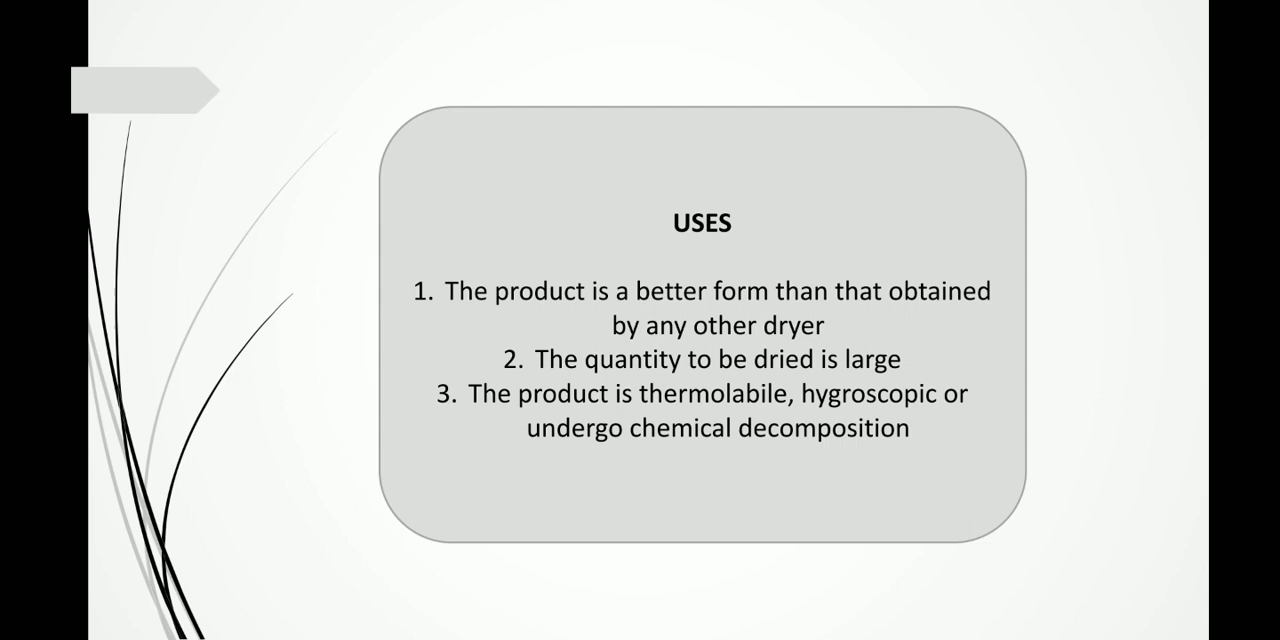 USES
1. The product is a better form than that obtained
by any other dryer
2. The quantity to be dried is large
3. The product is thermolabile, hygroscopic or
undergo chemical decomposition